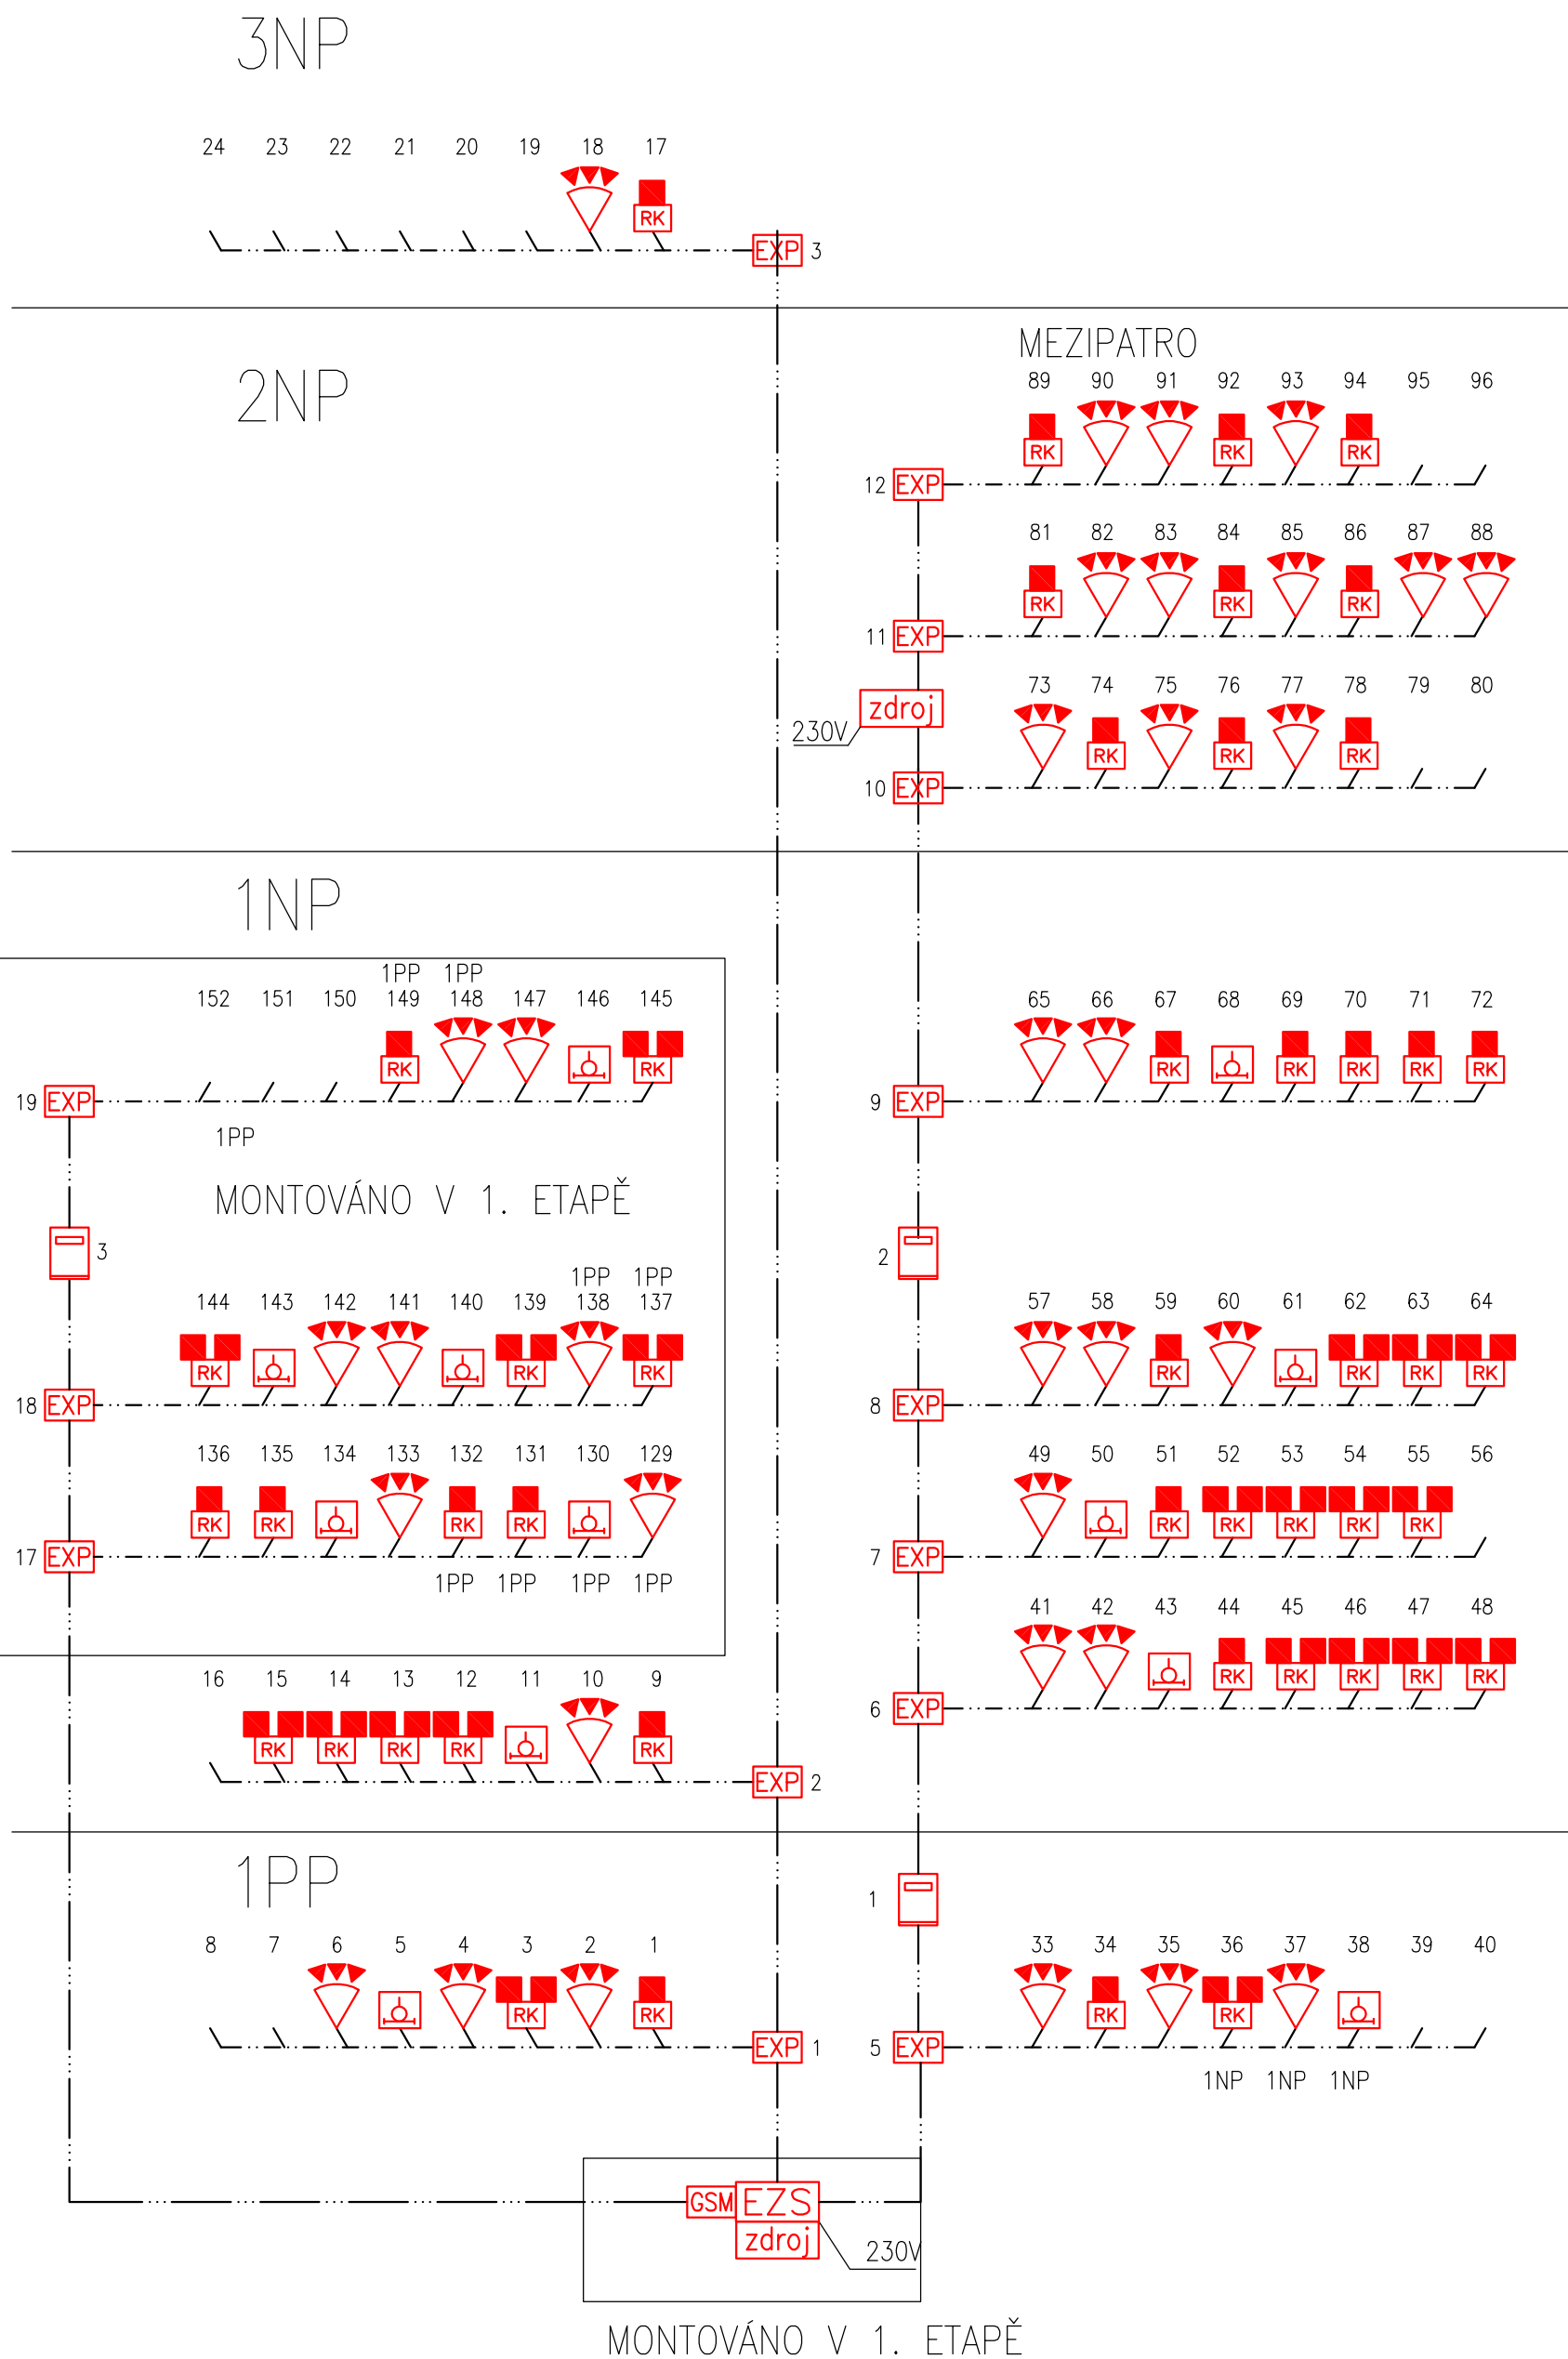 3NP
24 23 22 21 20 19 18 17
RK
EXP 3
2NP
MEZIPATRO
89 90 91 92 93 94 95 96
RK RK RK
12 EXP
81 82 83 84 85 86 87 88
RK RK RK
11 EXP
73 74 75 76 77 78 79 80
zdroj
230V
RK RK RK
10 EXP
1NP
1PP 1PP
152 151 150 149 148 147 146 145
RK RK
19 EXP
1PP
65 66 67 68 69 70 71 72
RK RK RK RK RK
9 EXP
MONTOVÁNO V 1. ETAPĚ
3
2
1PP 1PP
144 143 142 141 140 139 138 137
RK RK RK
18 EXP
57 58 59 60 61 62 63 64
RK RK RK RK
8 EXP
136 135 134 133 132 131 130 129
RK RK RK RK
17 EXP
1PP 1PP 1PP 1PP
49 50 51 52 53 54 55 56
RK RK RK RK RK
7 EXP
41 42 43 44 45 46 47 48
RK RK RK RK RK
6 EXP
16 15 14 13 12 11 10 9
RK RK RK RK RK
EXP 2
1PP
1
8 7 6 5 4 3 2 1
RK RK
EXP 1
33 34 35 36 37 38 39 40
RK RK
5 EXP
1NP 1NP 1NP
GSM EZS
zdroj
230V
MONTOVÁNO V 1. ETAPĚ